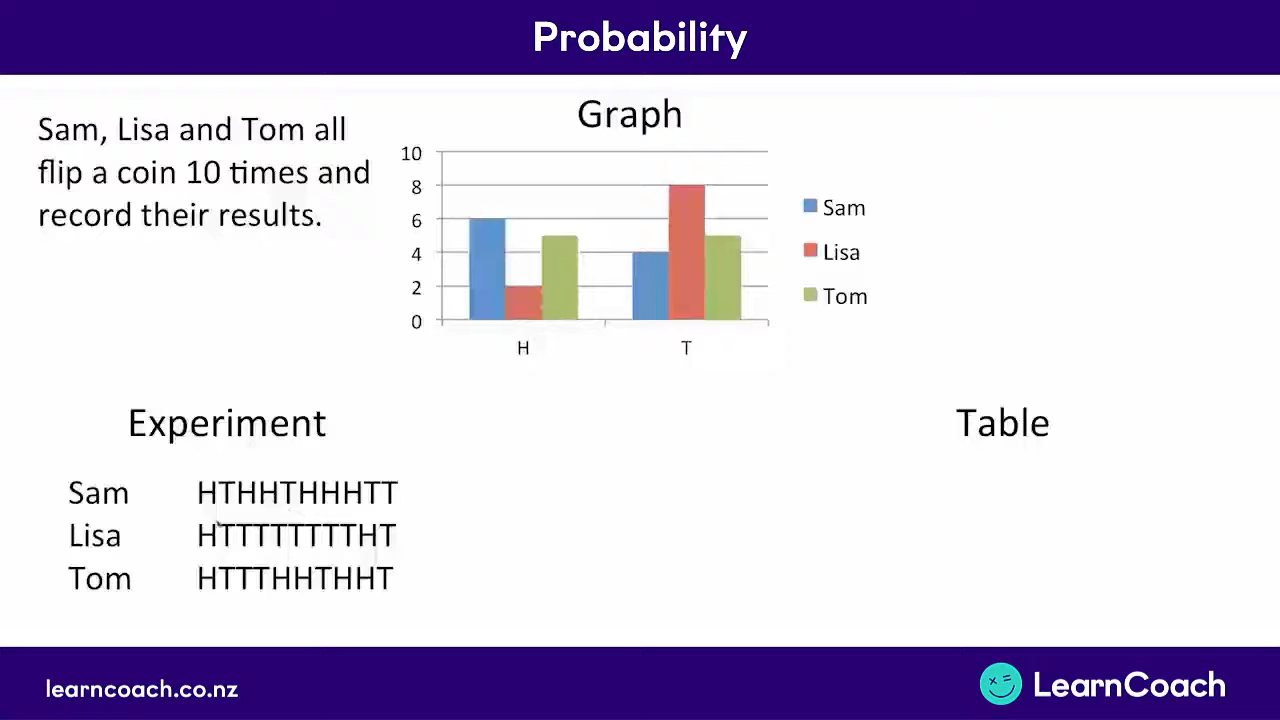 Probability
Sam, Lisa and Tom all
flip a coin 10 times and
record their results.
Graph
10
8
6
4
2
0
H T
Sam
Lisa
Tom
Experiment
Sam HTHHTHHHTT
Lisa HTTTTTTTHT
Tom HTTTHHTHHT
Table
learncoach.co.nz
LearnCoach